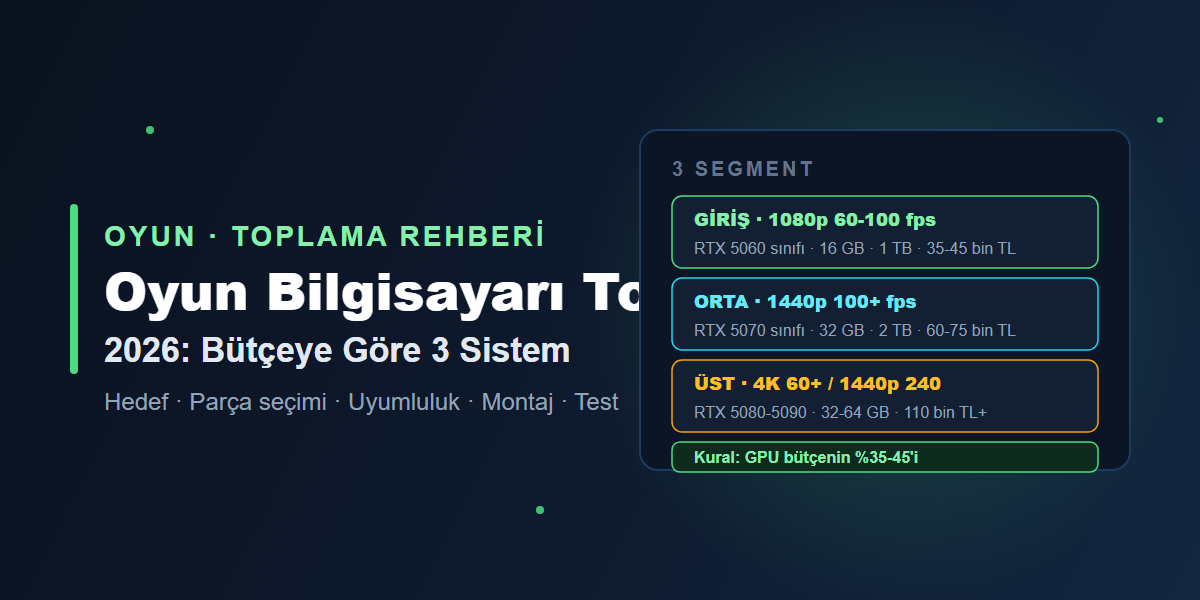 OYUN · TOPLAMA REHBERİ
Oyun Bilgisayarı
2026: Bütçeye Göre 3 Sistem
Hedef · Parça seçimi · Uyumluluk · Montaj · Test
3 SEGMENT
GİRİŞ · 1080p 60-100 fps
RTX 5060 sınıfı · 16 GB · 1 TB · 35-45 bin TL
ORTA · 1440p 100+ fps
RTX 5070 sınıfı · 32 GB · 2 TB · 60-75 bin TL
ÜST · 4K 60+ / 1440p 240
RTX 5080-5090 · 32-64 GB · 110 bin TL+
Kural: GPU bütçenin %35-45'i